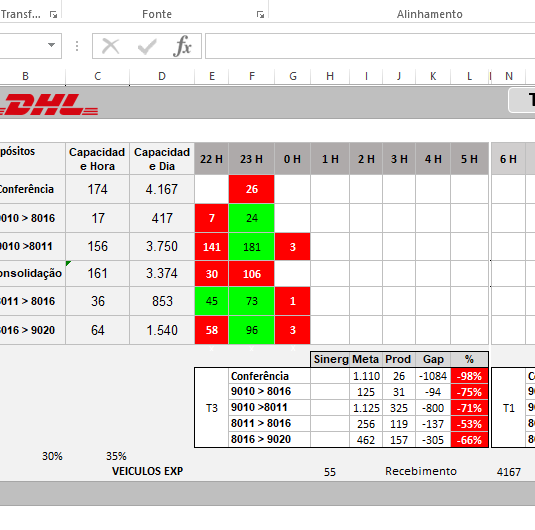 Transf...
Fonte
Alinhamento
fx
B C D E F G H I J K L N
DHL
T
pósitos Capacidad e Hora Capacidad e Dia 22 H 23 H 0 H 1 H 2 H 3 H 4 H 5 H 6 H
Conferência 174 4.167 26
9010 > 8016 17 417 7 24
9010 >8011 156 3.750 141 181 3
onsolidação 161 3.374 30 106
8011 > 8016 36 853 45 73 1
8016 > 9020 64 1.540 58 96 3
Sinerg Meta Prod Gap %
Conferência 1.110 26 -1084 -98%
9010 > 8016 125 31 -94 -75%
9010 >8011 1.125 325 -800 -71%
8011 > 8016 256 119 -137 -53%
8016 > 9020 462 157 -305 -66%
T3
T1
30% 35%
VEICULOS EXP 55 Recebimento 4167